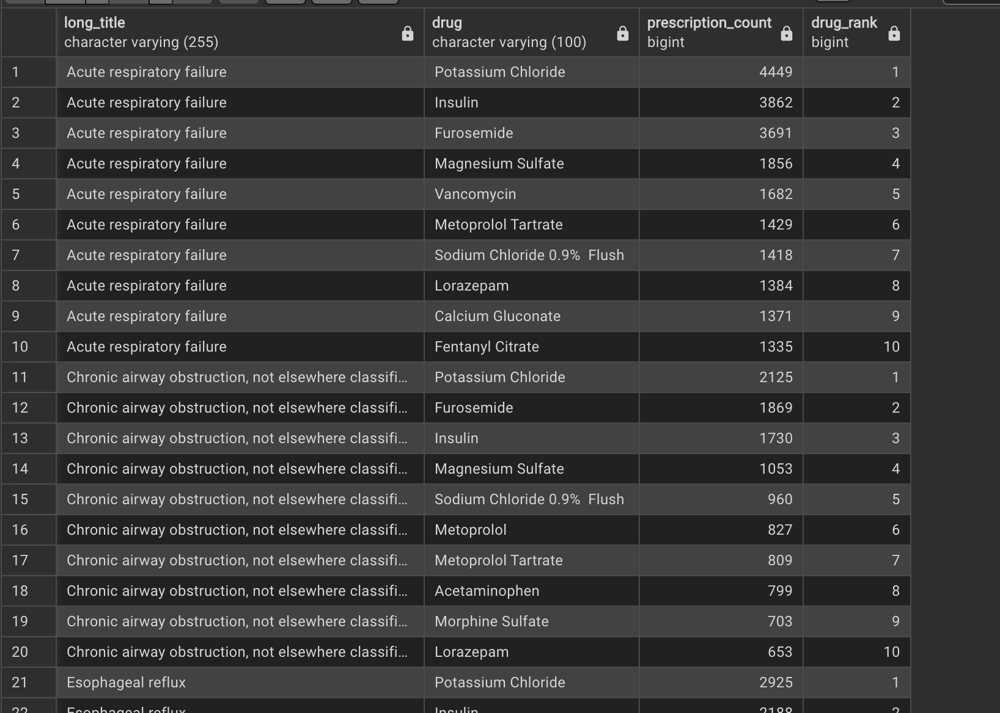 long_title drug prescription_count drug_rank
character varying (255) character varying (100) bigint bigint
1 Acute respiratory failure Potassium Chloride 4449 1
2 Acute respiratory failure Insulin 3862 2
3 Acute respiratory failure Furosemide 3691 3
4 Acute respiratory failure Magnesium Sulfate 1856 4
5 Acute respiratory failure Vancomycin 1682 5
6 Acute respiratory failure Metoprolol Tartrate 1429 6
7 Acute respiratory failure Sodium Chloride 0.9%  Flush 1418 7
8 Acute respiratory failure Lorazepam 1384 8
9 Acute respiratory failure Calcium Gluconate 1371 9
10 Acute respiratory failure Fentanyl Citrate 1335 10
11 Chronic airway obstruction, not elsewhere classifi… Potassium Chloride 2125 1
12 Chronic airway obstruction, not elsewhere classifi… Furosemide 1869 2
13 Chronic airway obstruction, not elsewhere classifi… Insulin 1730 3
14 Chronic airway obstruction, not elsewhere classifi… Magnesium Sulfate 1053 4
15 Chronic airway obstruction, not elsewhere classifi… Sodium Chloride 0.9%  Flush 960 5
16 Chronic airway obstruction, not elsewhere classifi… Metoprolol 827 6
17 Chronic airway obstruction, not elsewhere classifi… Metoprolol Tartrate 809 7
18 Chronic airway obstruction, not elsewhere classifi… Acetaminophen 799 8
19 Chronic airway obstruction, not elsewhere classifi… Morphine Sulfate 703 9
20 Chronic airway obstruction, not elsewhere classifi… Lorazepam 653 10
21 Esophageal reflux Potassium Chloride 2925 1
22 Esophageal reflux Insulin 2188 2